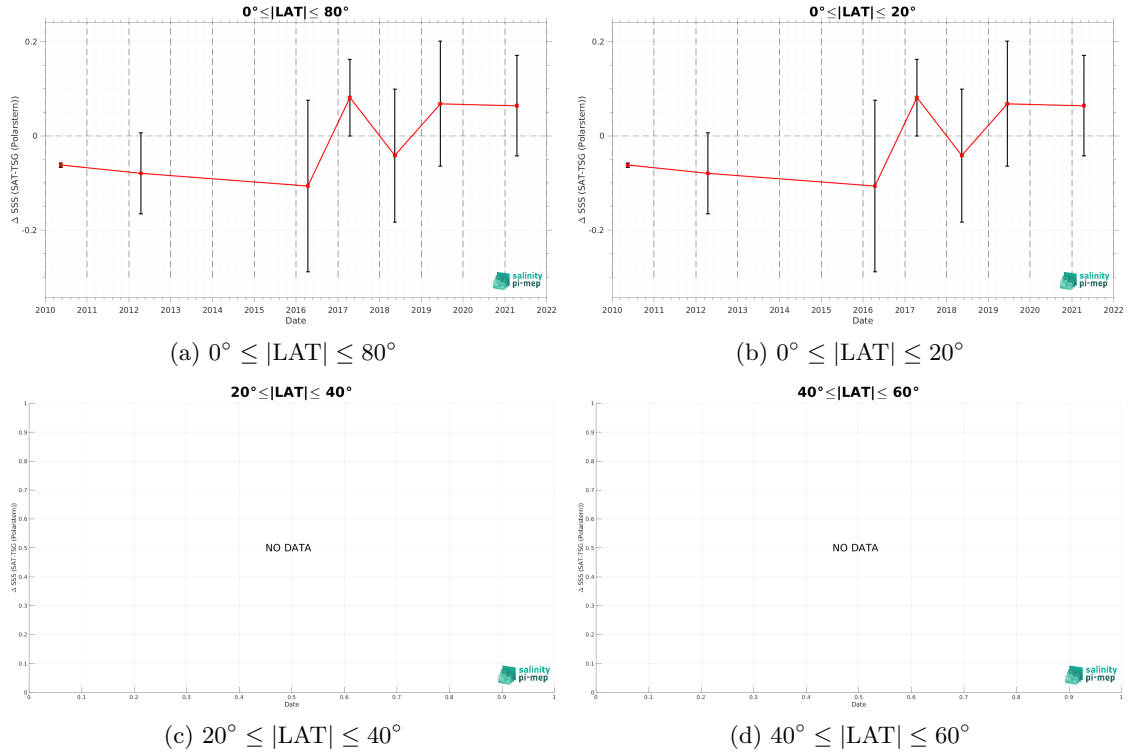 0°≤|LAT|≤ 80°
Δ SSS (SAT-TSG (Polarstern))
0.2
0
-0.2
2010 2011 2012 2013 2014 2015 2016 2017 2018 2019 2020 2021 2022
Date
salinity
pi-mep
(a) 0° ≤ |LAT| ≤ 80°
0°≤|LAT|≤ 20°
Δ SSS (SAT-TSG (Polarstern))
0.2
0
-0.2
2010 2011 2012 2013 2014 2015 2016 2017 2018 2019 2020 2021 2022
Date
salinity
pi-mep
(b) 0° ≤ |LAT| ≤ 20°
20°≤|LAT|≤ 40°
Δ SSS (SAT-TSG (Polarstern))
1
0.9
0.8
0.7
0.6
0.5
0.4
0.3
0.2
0.1
0
NO DATA
0 0.1 0.2 0.3 0.4 0.5 0.6 0.7 0.8 0.9 1
Date
salinity
pi-mep
(c) 20° ≤ |LAT| ≤ 40°
40°≤|LAT|≤ 60°
Δ SSS (SAT-TSG (Polarstern))
1
0.9
0.8
0.7
0.6
0.5
0.4
0.3
0.2
0.1
0
NO DATA
0 0.1 0.2 0.3 0.4 0.5 0.6 0.7 0.8 0.9 1
Date
salinity
pi-mep
(d) 40° ≤ |LAT| ≤ 60°